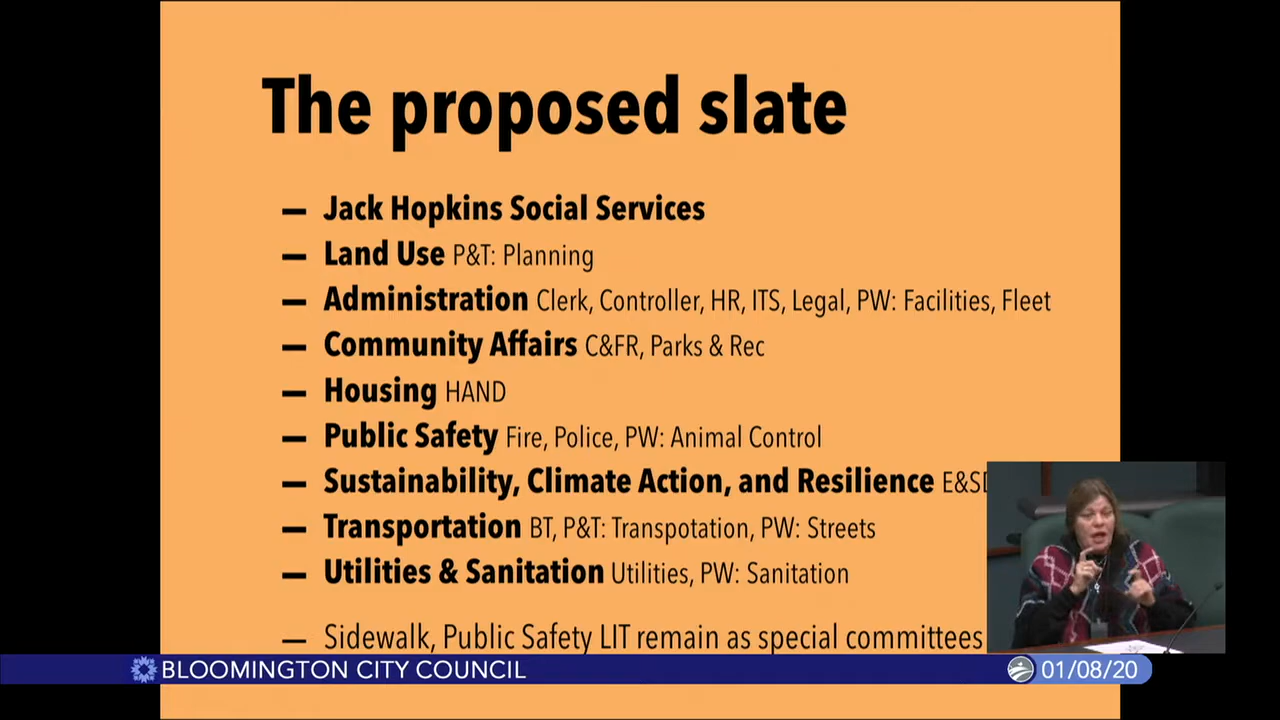 The proposed slate
— Jack Hopkins Social Services
— Land Use P&T: Planning
— Administration Clerk, Controller, HR, ITS, Legal, PW: Facilities, Fleet
— Community Affairs C&FR, Parks & Rec
— Housing HAND
— Public Safety Fire, Police, PW: Animal Control
— Sustainability, Climate Action, and Resilience
— Transportation BT, P&T: Transpotation, PW: Streets
— Utilities & Sanitation Utilities, PW: Sanitation
— Sidewalk, Public Safety LIT remain as special committees
BLOOMINGTON CITY COUNCIL 01/08/20